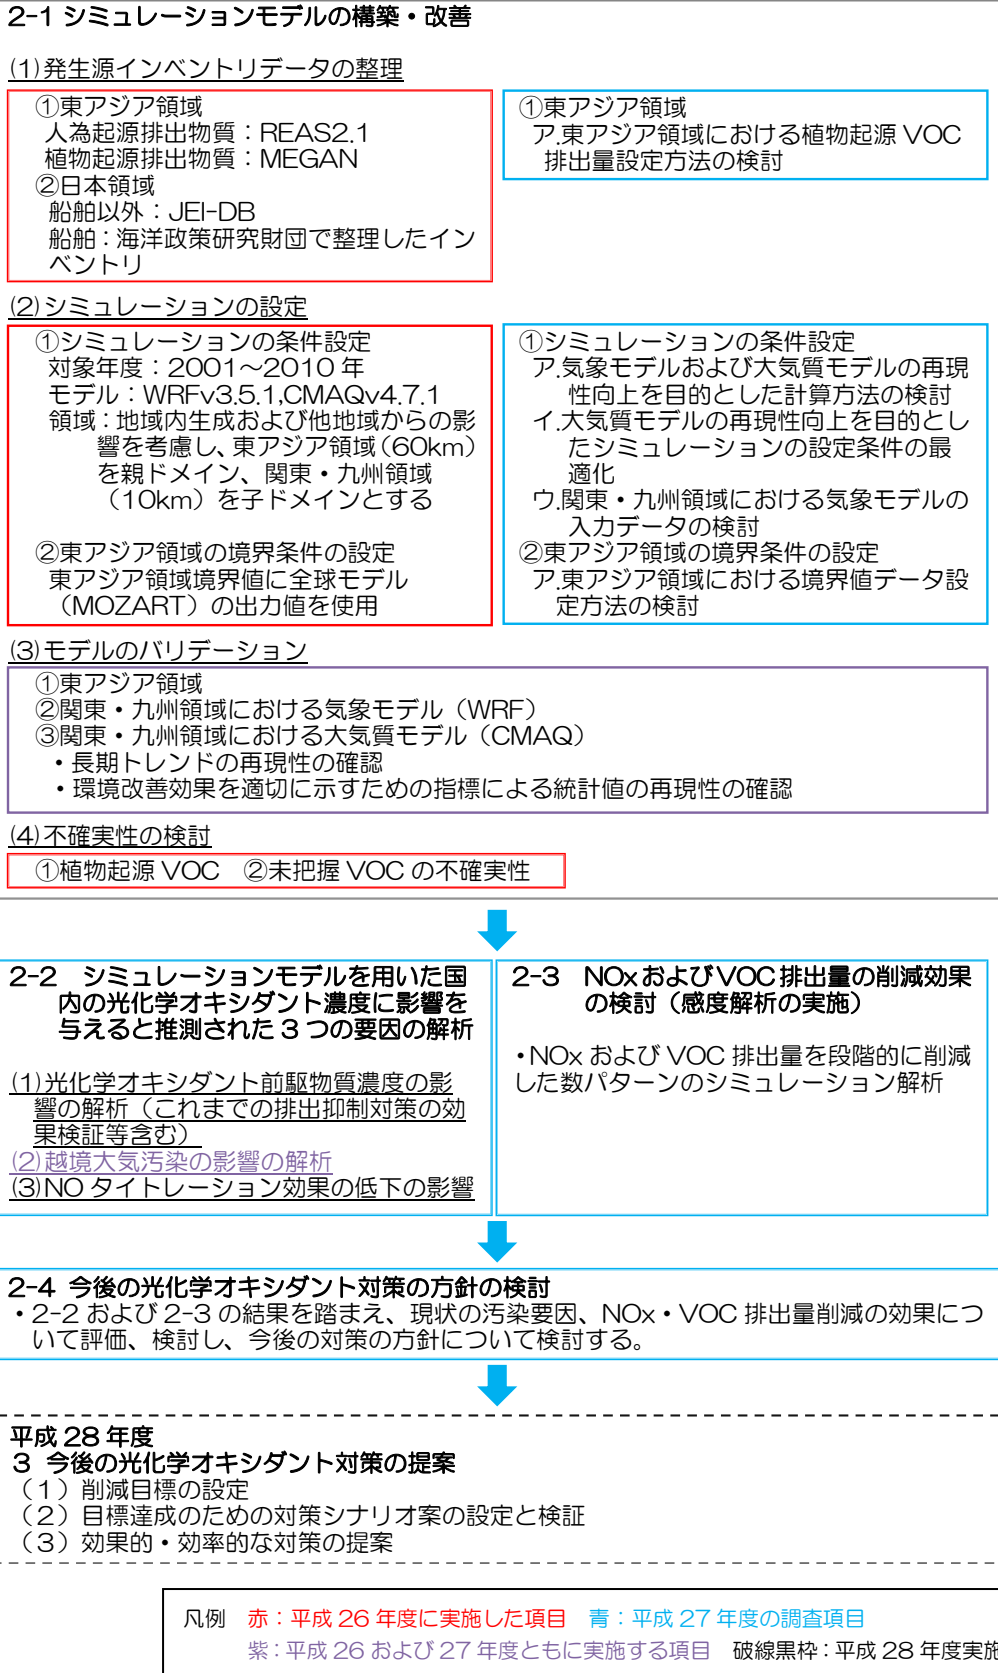 2-1 シミュレーションモデルの構築・改善
(1)発生源インベントリデータの整理
①東アジア領域
人為起源排出物質：REAS2.1
植物起源排出物質：MEGAN
②日本領域
船舶以外：JEI-DB
船舶：海洋政策研究財団で整理したイン
ベントリ
①東アジア領域
ア.東アジア領域における植物起源 VOC
排出量設定方法の検討
(2)シミュレーションの設定
①シミュレーションの条件設定
対象年度：2001～2010 年
モデル：WRFv3.5.1,CMAQv4.7.1
領域：地域内生成および他地域からの影
響を考慮し、東アジア領域（60km）
を親ドメイン、関東・九州領域
（10km）を子ドメインとする
②東アジア領域の境界条件の設定
東アジア領域境界値に全球モデル
（MOZART）の出力値を使用
①シミュレーションの条件設定
ア.気象モデルおよび大気質モデルの再現
性向上を目的とした計算方法の検討
イ.大気質モデルの再現性向上を目的とし
たシミュレーションの設定条件の最
適化
ウ.関東・九州領域における気象モデルの
入力データの検討
②東アジア領域の境界条件の設定
ア.東アジア領域における境界値データ設
定方法の検討
(3)モデルのバリデーション
①東アジア領域
②関東・九州領域における気象モデル（WRF）
③関東・九州領域における大気質モデル（CMAQ）
・長期トレンドの再現性の確認
・環境改善効果を適切に示すための指標による統計値の再現性の確認
(4)不確実性の検討
①植物起源 VOC　②未把握 VOC の不確実性
2-2　シミュレーションモデルを用いた国
内の光化学オキシダント濃度に影響を
与えると推測された 3 つの要因の解析
(1)光化学オキシダント前駆物質濃度の影
響の解析（これまでの排出抑制対策の効
果検証等含む）
(2)越境大気汚染の影響の解析
(3)NO タイトレーション効果の低下の影響
2-3　NOx および VOC 排出量の削減効果
の検討（感度解析の実施）
・NOx および VOC 排出量を段階的に削減
した数パターンのシミュレーション解析
2-4 今後の光化学オキシダント対策の方針の検討
・2-2 および 2-3 の結果を踏まえ、現状の汚染要因、NOx・VOC 排出量削減の効果につ
いて評価、検討し、今後の対策の方針について検討する。
平成 28 年度
3 今後の光化学オキシダント対策の提案
（1）削減目標の設定
（2）目標達成のための対策シナリオ案の設定と検証
（3）効果的・効率的な対策の提案
凡例　赤：平成 26 年度に実施した項目　青：平成 27 年度の調査項目
紫：平成 26 および 27 年度ともに実施する項目　破線黒枠：平成 28 年度実施